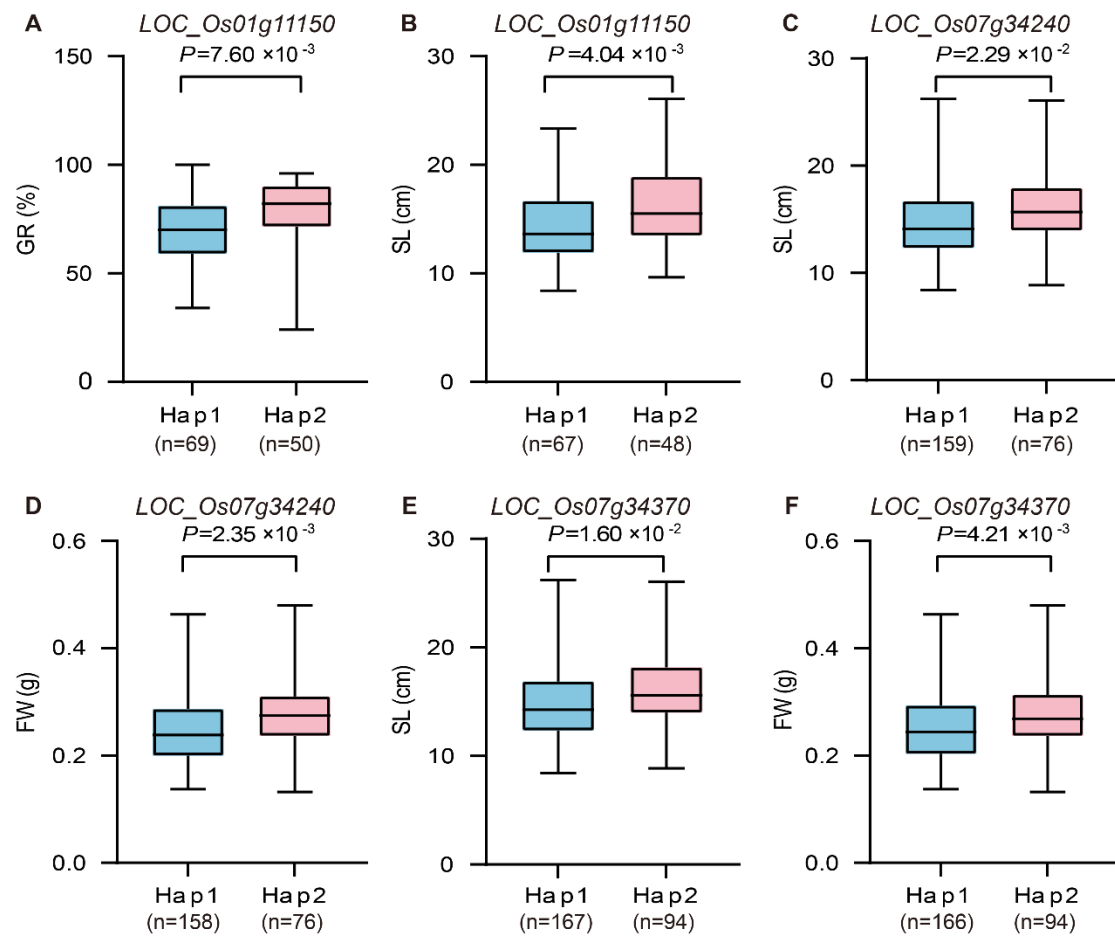 A
LOC_Os01g11150
P=7.60 ×10⁻³
GR (%)
150
100
50
0
Hap1
Hap2
(n=69)
(n=50)
B
LOC_Os01g11150
P=4.04 ×10⁻³
SL (cm)
30
20
10
0
Hap1
Hap2
(n=67)
(n=48)
C
LOC_Os07g34240
P=2.29 ×10⁻²
SL (cm)
30
20
10
0
Hap1
Hap2
(n=159)
(n=76)
D
LOC_Os07g34240
P=2.35 ×10⁻³
FW (g)
0.6
0.4
0.2
0.0
Hap1
Hap2
(n=158)
(n=76)
E
LOC_Os07g34370
P=1.60 ×10⁻²
SL (cm)
30
20
10
0
Hap1
Hap2
(n=167)
(n=94)
F
LOC_Os07g34370
P=4.21 ×10⁻³
FW (g)
0.6
0.4
0.2
0.0
Hap1
Hap2
(n=166)
(n=94)